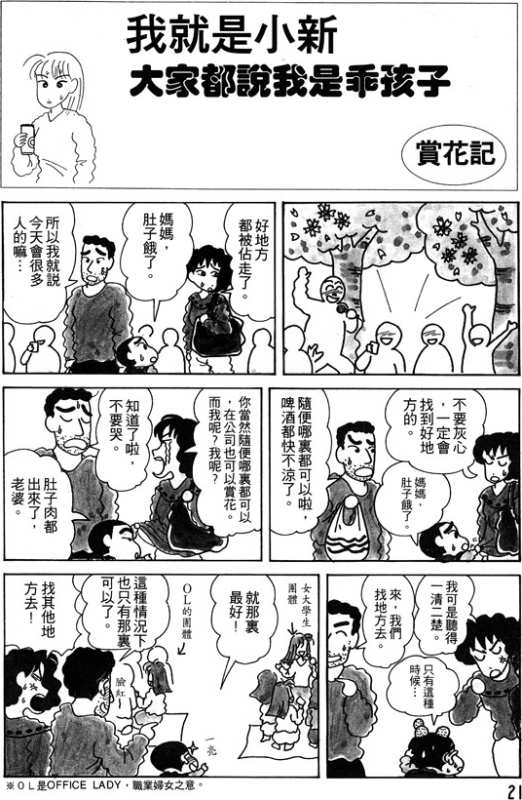 我就是小新
大家都說我是乖孩子
賞花記
好地方
都被佔走了。
媽媽,
肚子餓了。
所以我就說
今天會很多
人的嘛…
不要灰心
,一定會
找到好地
方的。
媽媽,
肚子餓了。
隨便哪裏都可以啦,
啤酒都快不涼了。
你當然隨便哪裏都可以
,在公司也可以賞花。
而我呢?我呢?
知道了啦,
不要哭。
肚子肉都
出來了,
老婆。
我可是聽得
一清二楚。
只有這種
時候…
來,我們
找地方去。
女大學生
團體
就那裏
最好!
OL的團體
這種情況下
也只有那裏
可以了。
臉紅
一亮
找其他地
方去!
※OL是OFFICE LADY,職業婦女之意。
21